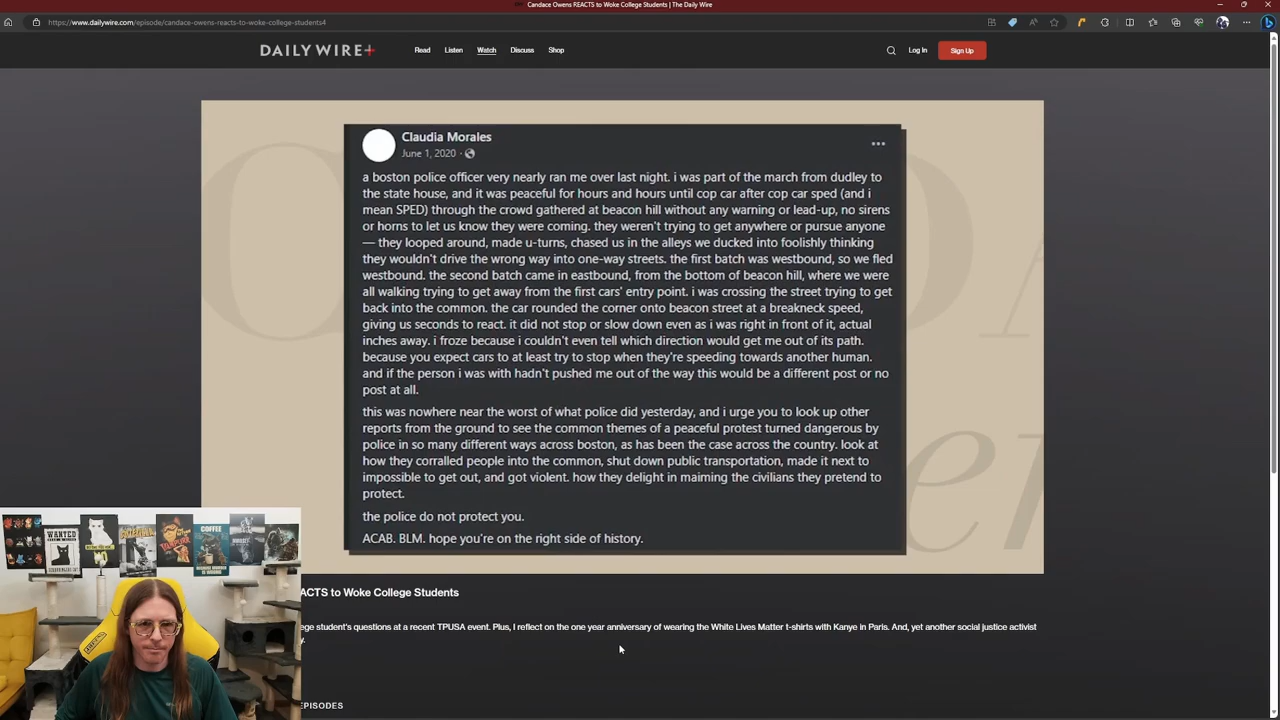 Candace Owens REACTS to Woke College Students | The Daily Wire
https://www.dailywire.com/episode/candace-owens-reacts-to-woke-college-students4
DAILYWIRE+
Read
Listen
Watch
Discuss
Shop
Log In
Sign Up
Claudia Morales
June 1, 2020 ·
a boston police officer very nearly ran me over last night. i was part of the march from dudley to
the state house, and it was peaceful for hours and hours until cop car after cop car sped (and i
mean SPED) through the crowd gathered at beacon hill without any warning or lead-up, no sirens
or horns to let us know they were coming. they weren't trying to get anywhere or pursue anyone
— they looped around, made u-turns, chased us in the alleys we ducked into foolishly thinking
they wouldn't drive the wrong way into one-way streets. the first batch was westbound, so we fled
westbound. the second batch came in eastbound, from the bottom of beacon hill, where we were
all walking trying to get away from the first cars' entry point. i was crossing the street trying to get
back into the common. the car rounded the corner onto beacon street at a breakneck speed,
giving us seconds to react. it did not stop or slow down even as i was right in front of it, actual
inches away. i froze because i couldn't even tell which direction would get me out of its path.
because you expect cars to at least try to stop when they're speeding towards another human.
and if the person i was with hadn't pushed me out of the way this would be a different post or no
post at all.
this was nowhere near the worst of what police did yesterday, and i urge you to look up other
reports from the ground to see the common themes of a peaceful protest turned dangerous by
police in so many different ways across boston, as has been the case across the country. look at
how they corralled people into the common, shut down public transportation, made it next to
impossible to get out, and got violent. how they delight in maiming the civilians they pretend to
protect.
the police do not protect you.
ACAB. BLM. hope you're on the right side of history.
WANTED
COFFEE
EACTS to Woke College Students
ege student's questions at a recent TPUSA event. Plus, I reflect on the one year anniversary of wearing the White Lives Matter t-shirts with Kanye in Paris. And, yet another social justice activist
y.
EPISODES